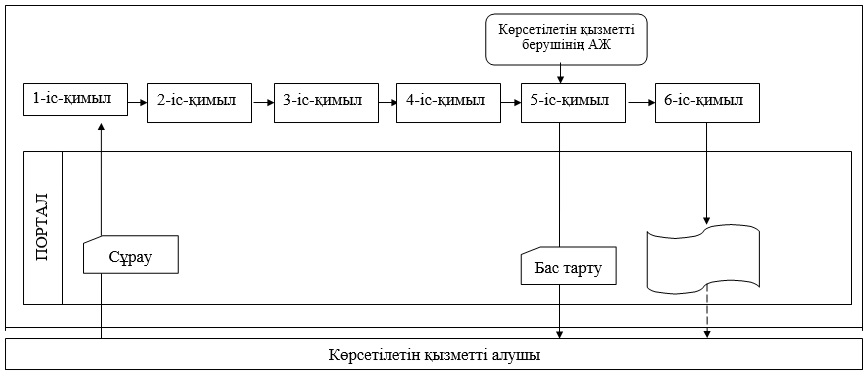 Көрсетілетін қызметті
берушінің АЖ
1-іс-қимыл
2-іс-қимыл
3-іс-қимыл
4-іс-қимыл
5-іс-қимыл
6-іс-қимыл
ПОРТАЛ
Сұрау
Бас тарту
Көрсетілетін қызметті алушы